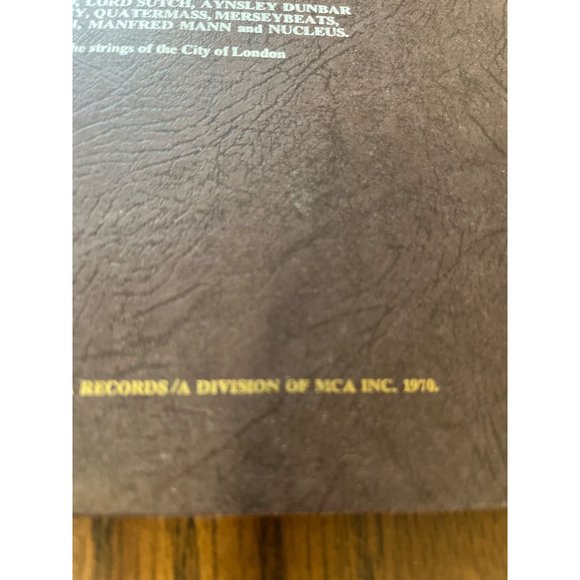 LORD SUTCH, AYNSLEY DUNBAR
QUATERMASS, MERSEYBEATS,
MANFRED MANN and NUCLEUS.
strings of the City of London
RECORDS/A DIVISION OF MCA INC. 1970.